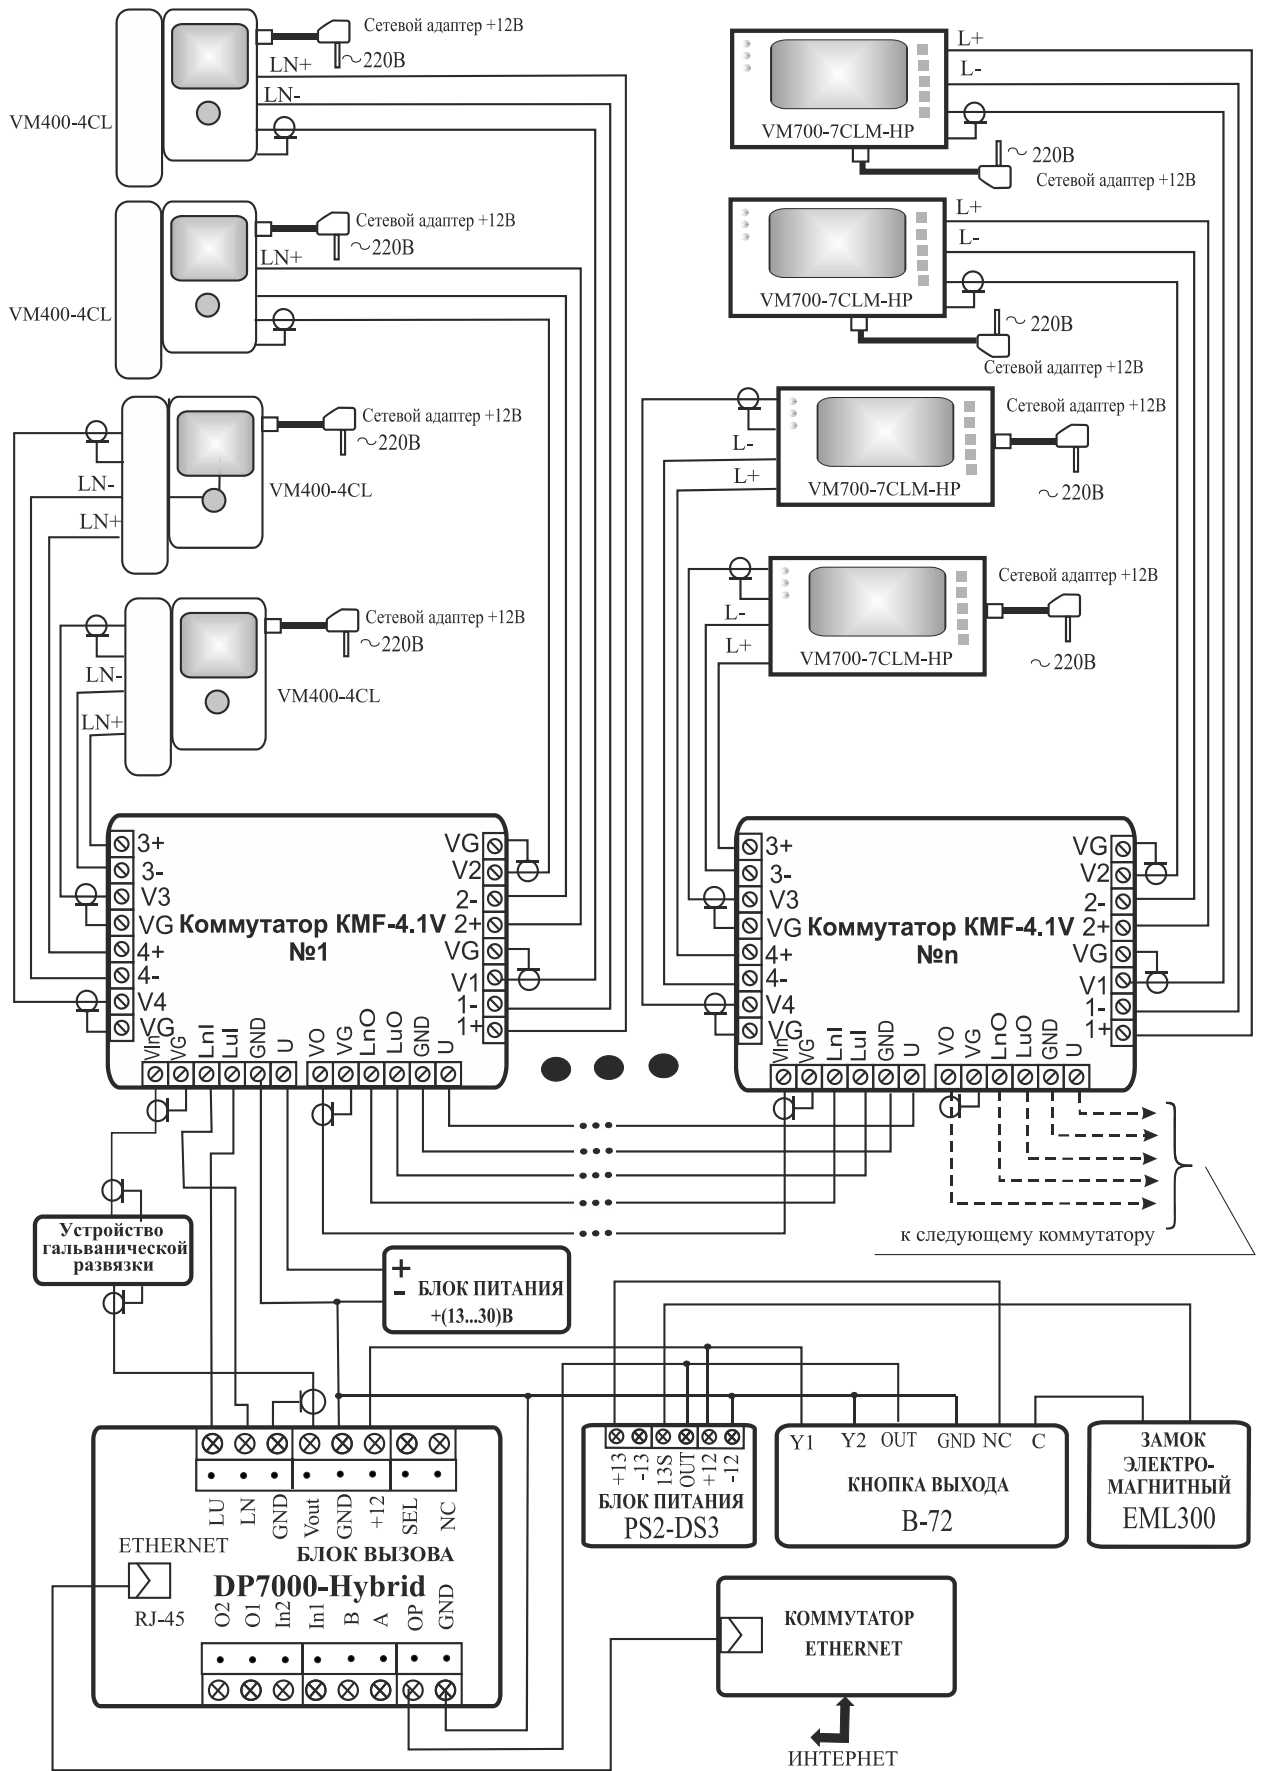 Сетевой адаптер +12В
~220В
LN+
LN-
VM400-4CL
Сетевой адаптер +12В
~220В
LN+
VM400-4CL
Сетевой адаптер +12В
~220В
LN-
LN+
VM400-4CL
Сетевой адаптер +12В
~220В
LN-
LN+
VM400-4CL
L+
L-
VM700-7CLM-HP
~220В
Сетевой адаптер +12В
L+
L-
VM700-7CLM-HP
~220В
Сетевой адаптер +12В
Сетевой адаптер +12В
~220В
L-
L+
VM700-7CLM-HP
Сетевой адаптер +12В
~220В
L-
L+
VM700-7CLM-HP
3+
3-
V3
VG
4+
4-
V4
VG
Коммутатор KMF-4.1V
№1
VG
V2
2-
2+
VG
V1
1-
1+
VIn
VG
LnI
LuI
GND
U
VO
VG
LnO
LuO
GND
U
3+
3-
V3
VG
4+
4-
V4
VG
Коммутатор KMF-4.1V
№n
VG
V2
2-
2+
VG
V1
1-
1+
VIn
VG
LnI
LuI
GND
U
VO
VG
LnO
LuO
GND
U
к следующему коммутатору
Устройство
гальванической
развязки
+
-
БЛОК ПИТАНИЯ
+(13...30)В
LU
LN
GND
Vout
GND
+12
SEL
NC
ETHERNET
RJ-45
БЛОК ВЫЗОВА
DP7000-Hybrid
O2
O1
In2
In1
B
A
OP
GND
+13
-13
13S
OUT
+12
-12
БЛОК ПИТАНИЯ
PS2-DS3
Y1 Y2 OUT GND NC C
КНОПКА ВЫХОДА
B-72
ЗАМОК
ЭЛЕКТРО-
МАГНИТНЫЙ
EML300
КОММУТАТОР
ETHERNET
ИНТЕРНЕТ